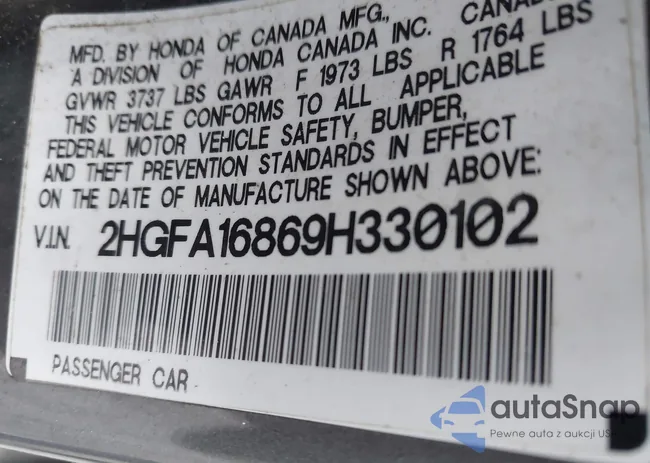 MFD. BY HONDA OF CANADA MFG.,
A DIVISION OF HONDA CANADA INC. CANADA
GVWR 3737 LBS GAWR F 1973 LBS R 1764 LBS
THIS VEHICLE CONFORMS TO ALL APPLICABLE
FEDERAL MOTOR VEHICLE SAFETY, BUMPER,
AND THEFT PREVENTION STANDARDS IN EFFECT
ON THE DATE OF MANUFACTURE SHOWN ABOVE:
V.I.N. 2HGFA16869H330102
PASSENGER CAR
autaSnap
Pewne auta z aukcji USA